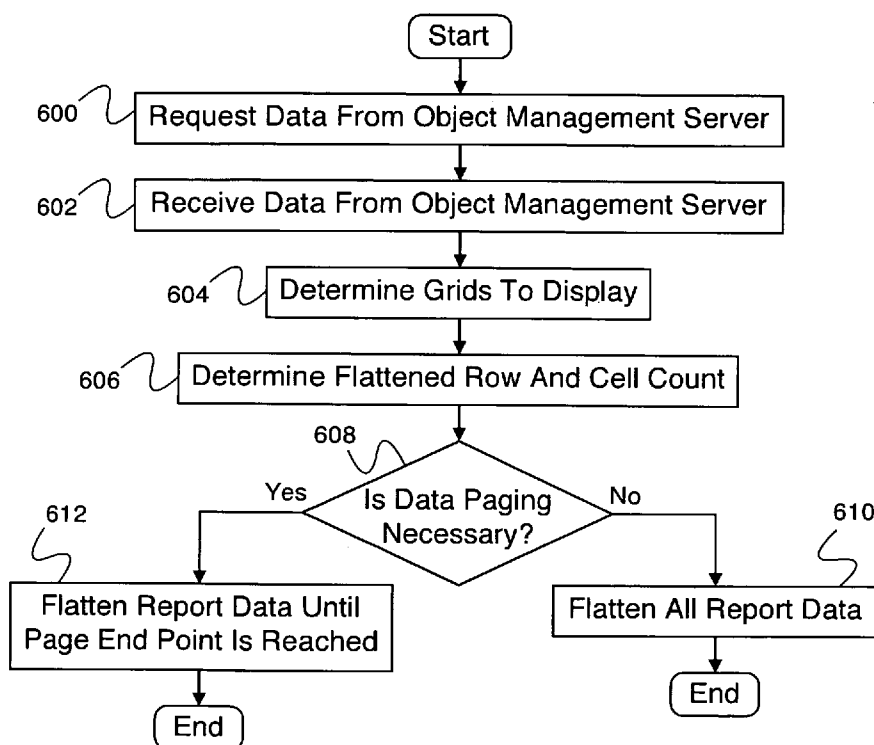 Start
600
Request Data From Object Management Server
602
Receive Data From Object Management Server
604
Determine Grids To Display
606
Determine Flattened Row And Cell Count
608
Is Data Paging
Necessary?
Yes
No
612
Flatten Report Data Until
Page End Point Is Reached
End
610
Flatten All Report Data
End